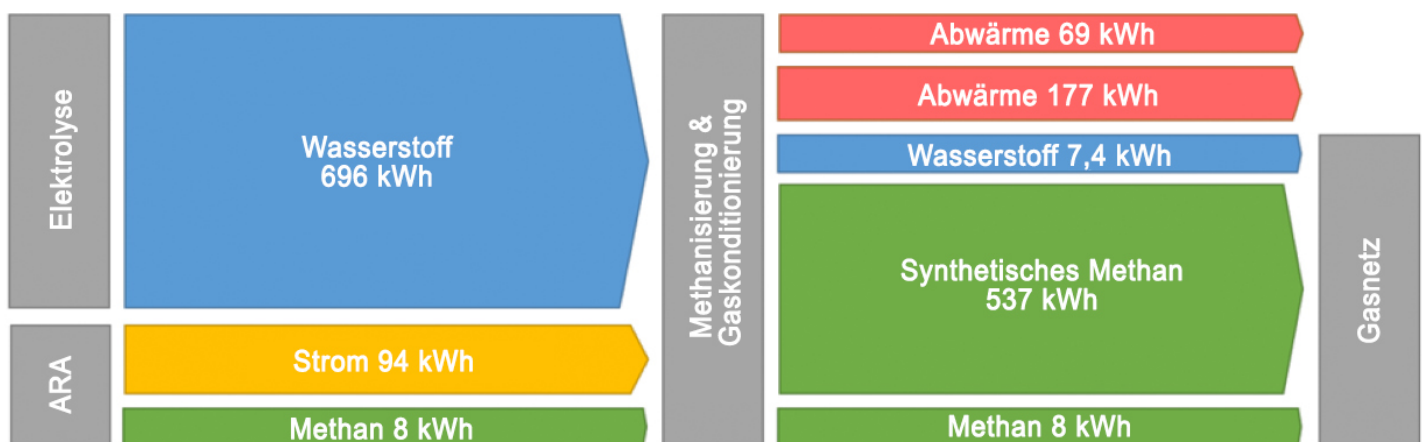 Elektrolyse
Wasserstoff
696 kWh
ARA
Strom 94 kWh
Methan 8 kWh
Methanisierung &
Gaskonditionierung
Abwärme 69 kWh
Abwärme 177 kWh
Wasserstoff 7,4 kWh
Synthetisches Methan
537 kWh
Methan 8 kWh
Gasnetz